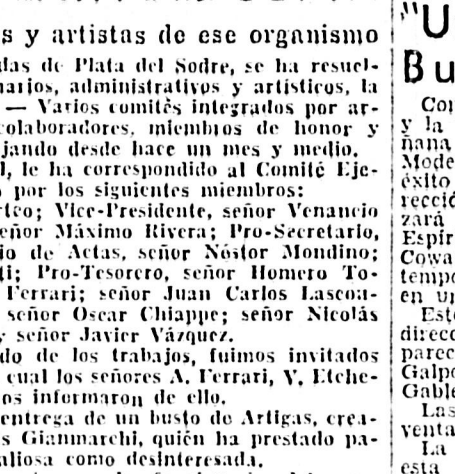 s y artistas de ese organismo
das de Plata del Sodre, se ha resuel-
narios, administrativos y artísticos, la
— Varios comités integrados por ar-
colaboradores, miembros de honor y
jando desde hace un mes y medio.
l, le ha correspondido al Comité Eje-
por los siguientes miembros:
rteo; Vice-Presidente, señor Venancio
eñor Máximo Rivera; Pro-Secretario,
io de Actas, señor Néstor Mondino;
ti; Pro-Tesorero, señor Homero To-
Ferrari; señor Juan Carlos Lascoa-
señor Oscar Chiappe; señor Nicolás
y señor Javier Vázquez.
do de los trabajos, fuimos invitados
cual los señores A. Ferrari, V. Etche-
os informaron de ello.
entrega de un busto de Artigas, crea-
s Gianmarchi, quién ha prestado pa-
aliosa como desinteresada.
"U
Bu
Con
y la
ñana
Mode
éxito
recció
zará
Espír
Cowa
tempo
en un
Este
direcc
parec
Galpo
Gable
Las
venta
La
esta